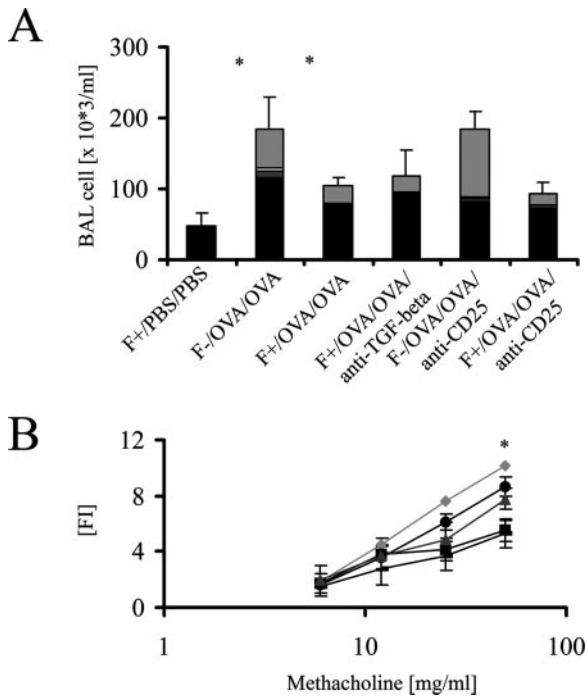 A
300
200
100
0
BAL cell [x 10*3/ml]
*
*
F+/PBS/PBS
F-/OVA/OVA
F+/OVA/OVA
F+/OVA/OVA/
anti-TGF-beta
F-/OVA/OVA/
anti-CD25
F+/OVA/OVA/
anti-CD25
B
12
8
4
0
[FI]
*
1
10
100
Methacholine [mg/ml]